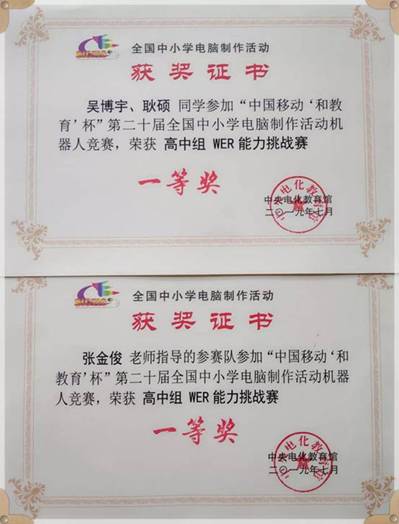 全国中小学电脑制作活动
获奖证书
吴博宇、耿硕 同学参加“中国移动‘和教
育’杯”第二十届全国中小学电脑制作活动机
器人竞赛，荣获 高中组 WER 能力挑战赛
一等奖
中央电化教育馆
二〇一九年七月
全国中小学电脑制作活动
获奖证书
张金俊 老师指导的参赛队参加“中国移动‘和
教育’杯”第二十届全国中小学电脑制作活动机器
人竞赛，荣获 高中组 WER 能力挑战赛
一等奖
中央电化教育馆
二〇一九年七月